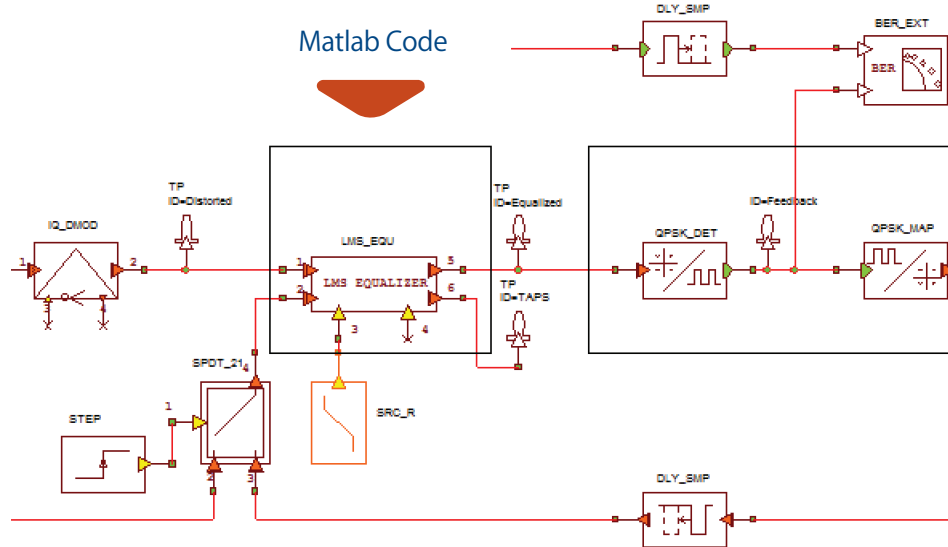 DLY_SMP
BER_EXT
Matlab Code
BER
TP
ID=Distorted
TP
ID=Equalized
ID=Feedback
IQ_DMOD
LMS_EQU
QPSK_DET
QPSK_MAP
1
2
1
5
LMS EQUALIZER
2
6
3
4
TP
ID=TAPS
3
4
SPDT_21
4
STEP
1
SRC_R
2
3
DLY_SMP